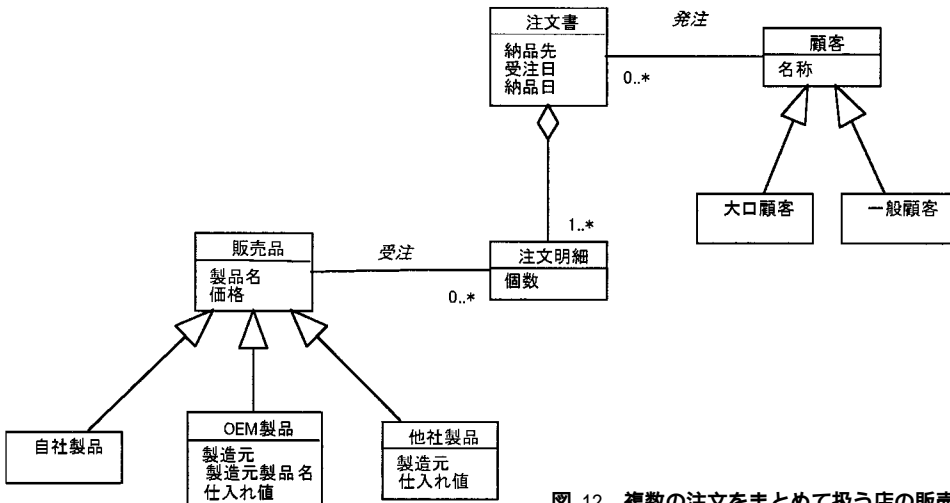 注文書
納品先
受注日
納品日
発注
0..*
顧客
名称
大口顧客
一般顧客
1..*
注文明細
個数
販売品
製品名
価格
受注
0..*
自社製品
OEM製品
製造元
製造元製品名
仕入れ値
他社製品
製造元
仕入れ値
図 12 複数の注文をまとめて扱う店の販売